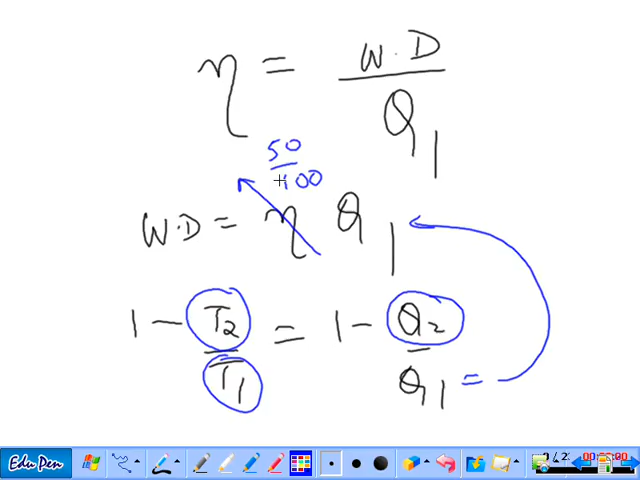 η = W.D / Q1
50 / 100
W.D = η Q1
1 - T2 / T1 = 1 - Q2 / Q1 =
Edu Pen